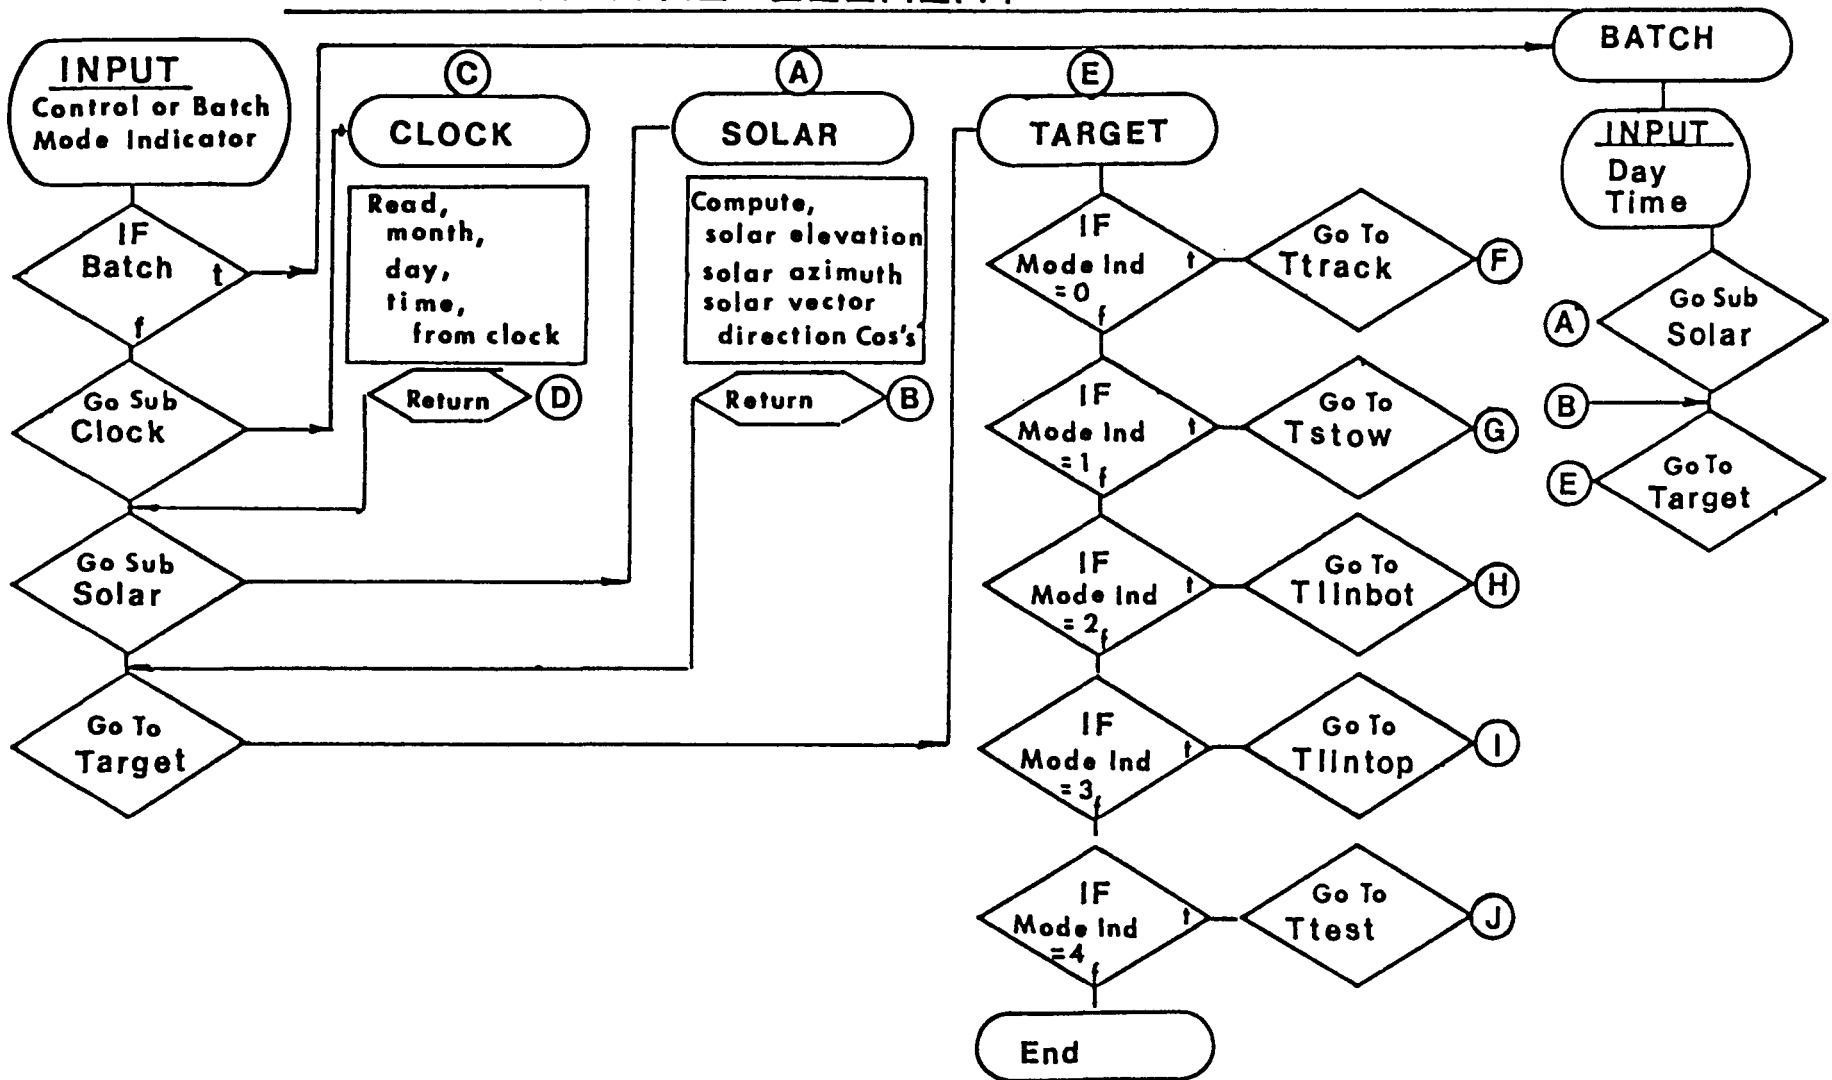 INPUT
Control or Batch
Mode Indicator
IF
Batch
t
f
Go Sub
Clock
Go Sub
Solar
Go To
Target
C
CLOCK
Read,
month,
day,
time,
from clock
Return
D
A
SOLAR
Compute,
solar elevation
solar azimuth
solar vector
direction Cos's
Return
B
E
TARGET
IF
Mode Ind
=0
t
f
Go To
Ttrack
F
IF
Mode Ind
=1
t
f
Go To
Tstow
G
IF
Mode Ind
=2
t
f
Go To
TlInbot
H
IF
Mode Ind
=3
t
f
Go To
TlIntop
I
IF
Mode Ind
=4
t
f
Go To
Ttest
J
End
BATCH
INPUT
Day
Time
A
Go Sub
Solar
B
E
Go To
Target